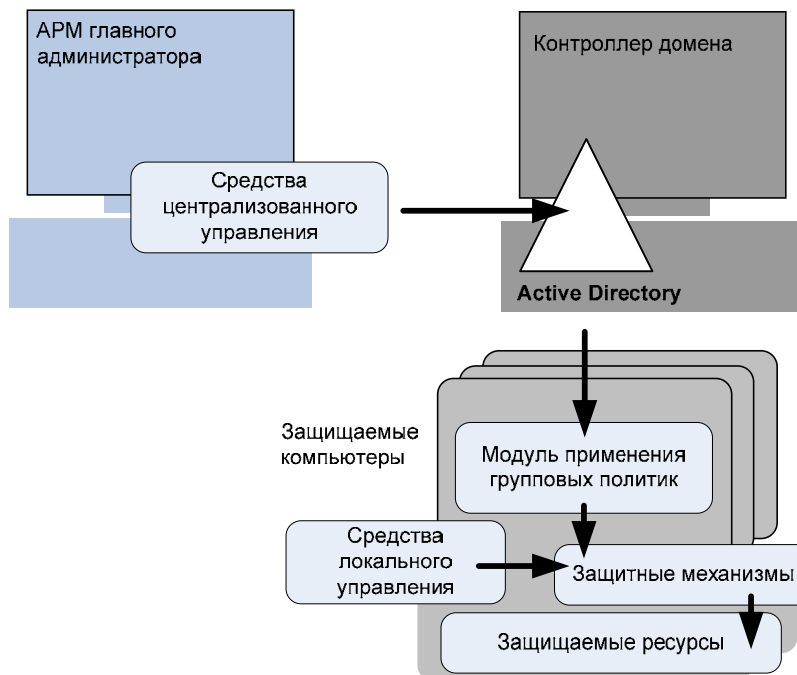 АРМ главного
администратора
Контроллер домена
Средства
централизованного
управления
Active Directory
Защищаемые
компьютеры
Модуль применения
групповых политик
Средства
локального
управления
Защитные механизмы
Защищаемые ресурсы